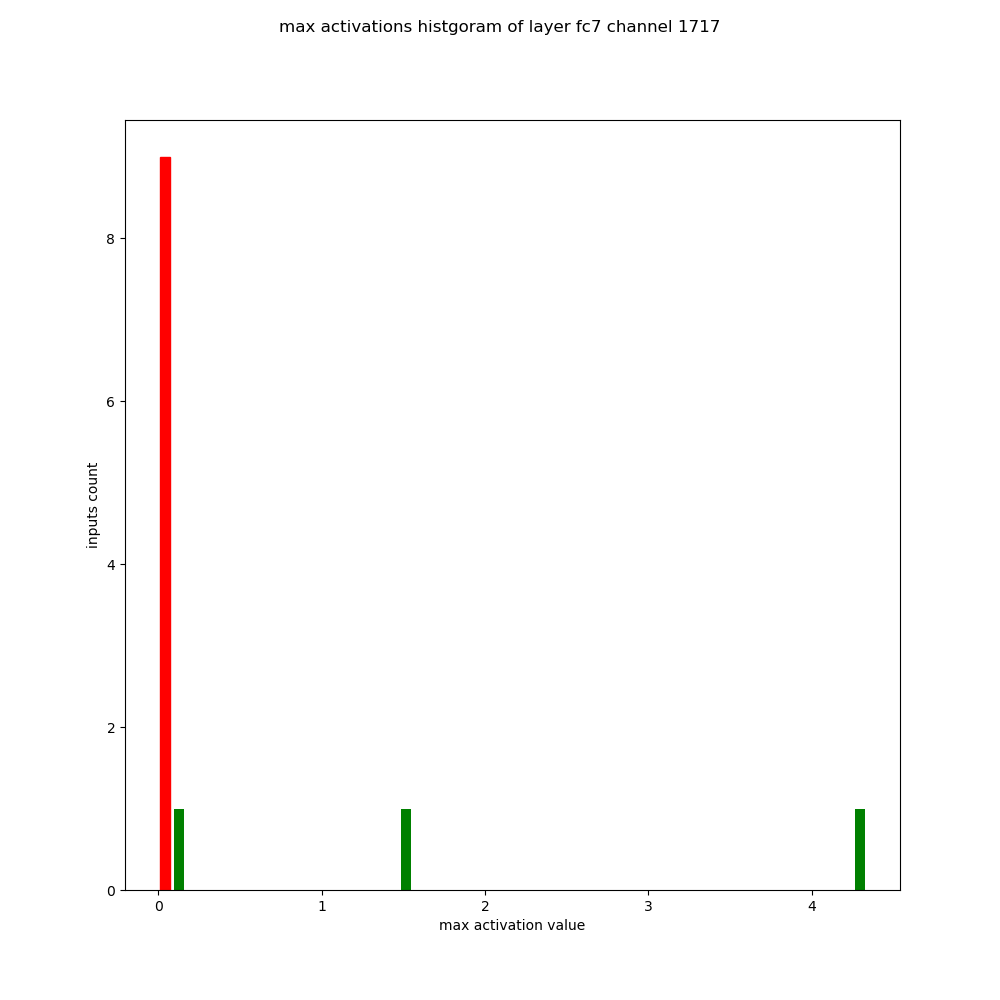 max activations histgoram of layer fc7 channel 1717
8
6
4
2
0
inputs count
0 1 2 3 4
max activation value